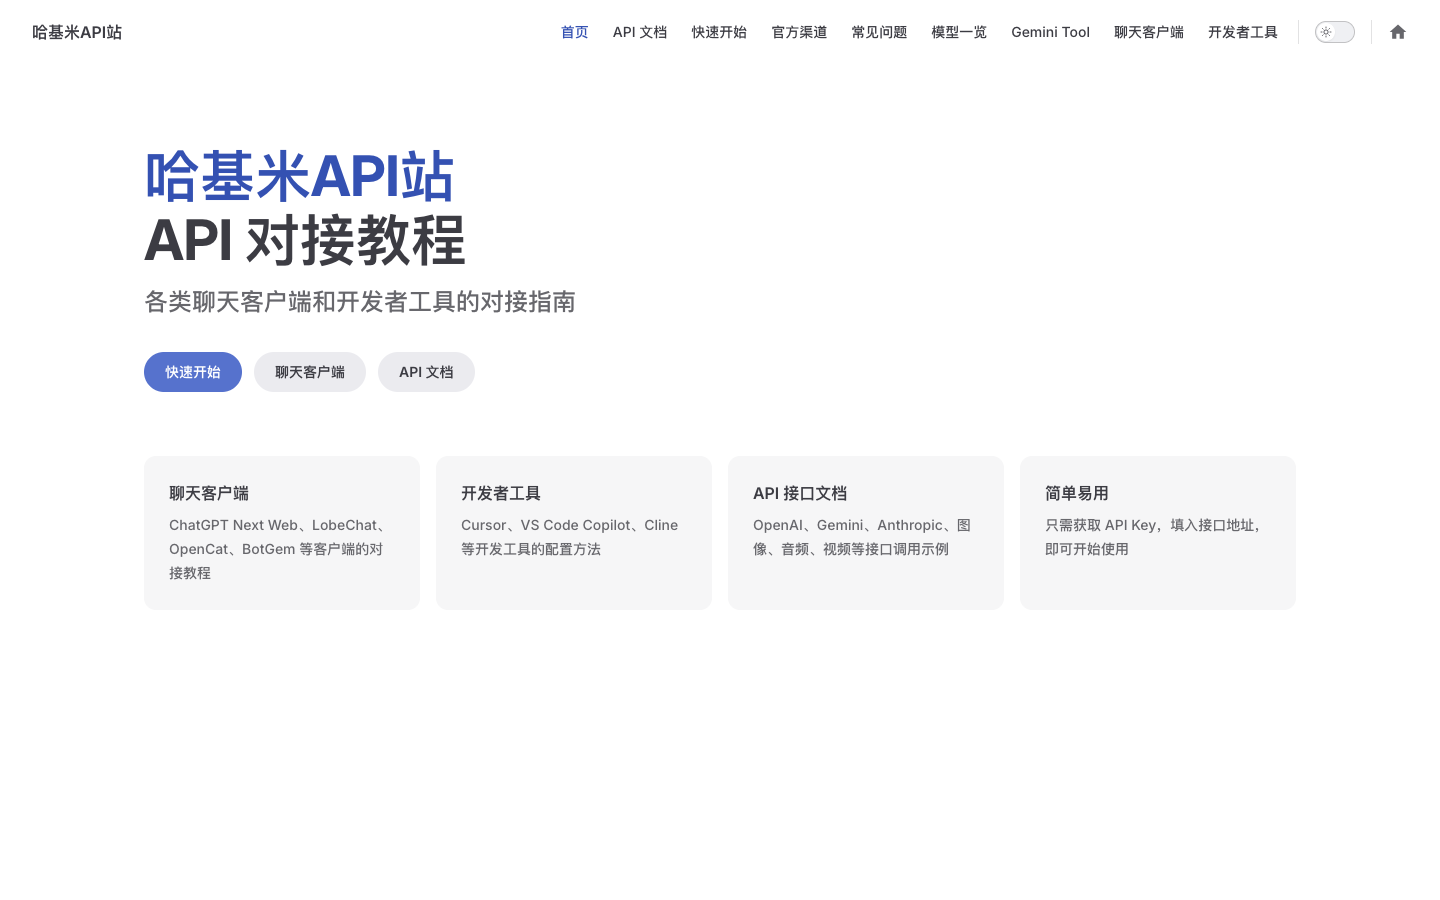 哈基米API站
首页
API 文档
快速开始
官方渠道
常见问题
模型一览
Gemini Tool
聊天客户端
开发者工具
哈基米API站
API 对接教程
各类聊天客户端和开发者工具的对接指南
快速开始
聊天客户端
API 文档
聊天客户端
ChatGPT Next Web、LobeChat、
OpenCat、BotGem 等客户端的对
接教程
开发者工具
Cursor、VS Code Copilot、Cline
等开发工具的配置方法
API 接口文档
OpenAI、Gemini、Anthropic、图
像、音频、视频等接口调用示例
简单易用
只需获取 API Key，填入接口地址，
即可开始使用